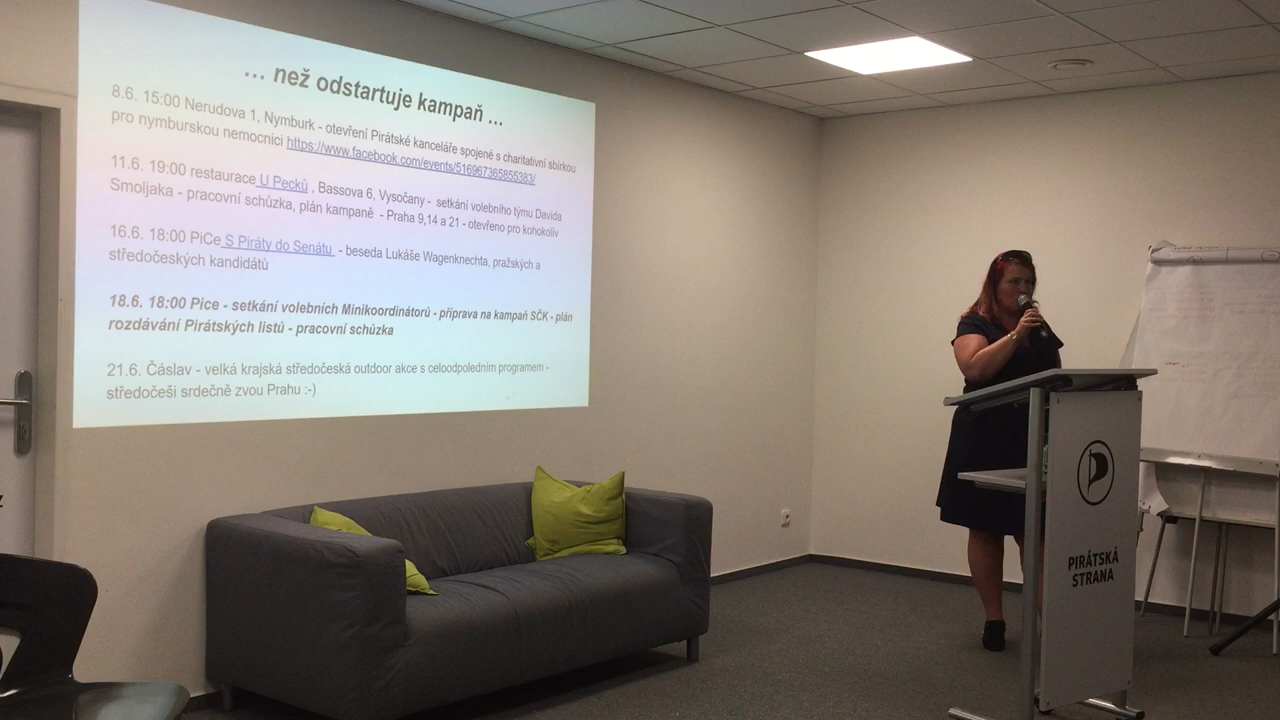 … než odstartuje kampaň …
8.6. 15:00 Nerudova 1, Nymburk - otevření Pirátské kanceláře spojené s charitativní sbírkou
pro nymburskou nemocnici https://www.facebook.com/events/516967365855383/
11.6. 19:00 restaurace U Pecků , Bassova 6, Vysočany - setkání volebního týmu Davida
Smoljaka - pracovní schůzka, plán kampaně - Praha 9,14 a 21 - otevřeno pro kohokoliv
16.6. 18:00 PiCe S Piráty do Senátu - beseda Lukáše Wagenknechta, pražských a
středočeských kandidátů
18.6. 18:00 Pice - setkání volebních Minikoordinátorů - příprava na kampaň SČK - plán
rozdávání Pirátských listů - pracovní schůzka
21.6. Čáslav - velká krajská středočeská outdoor akce s celoodpoledním programem -
středočeši srdečně zvou Prahu :-)
PIRÁTSKÁ
STRANA